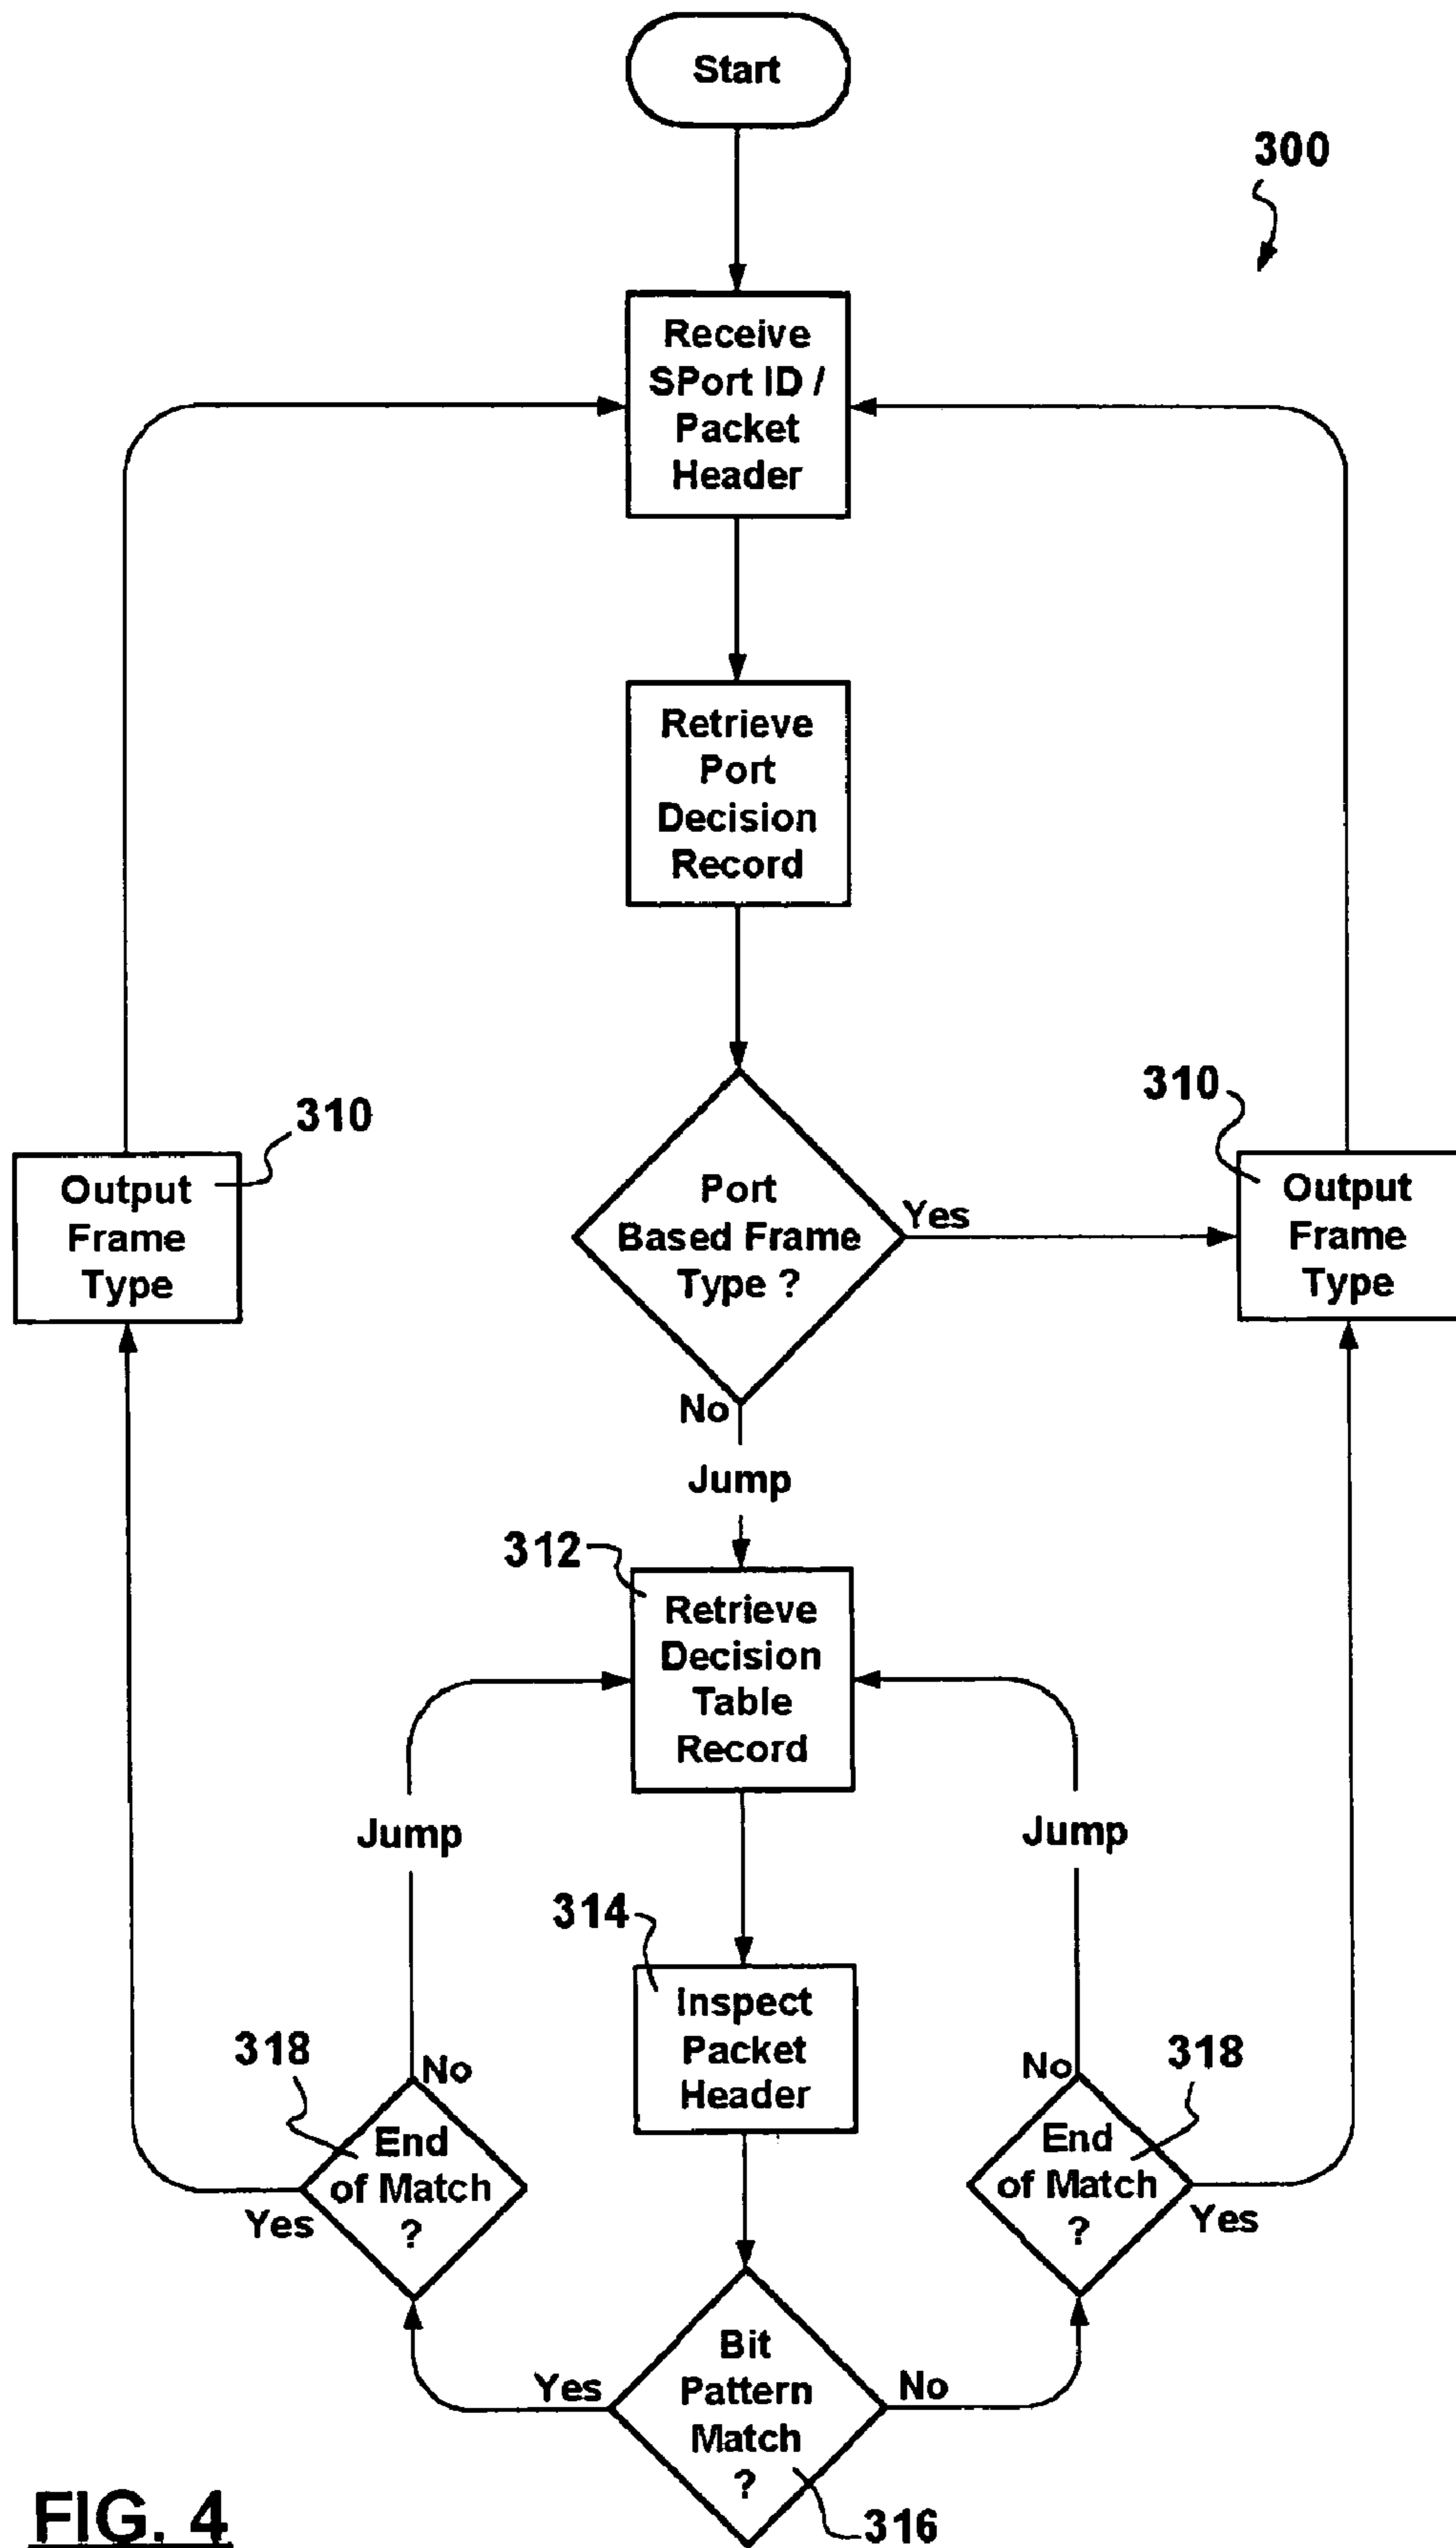 Start
300
Receive
SPort ID /
Packet
Header
Retrieve
Port
Decision
Record
310
Output
Frame
Type
Port
Based Frame
Type ?
Yes
310
Output
Frame
Type
No
Jump
312
Retrieve
Decision
Table
Record
Jump
Jump
314
Inspect
Packet
Header
318
No
End
of Match
?
Yes
No
318
End
of Match
?
Yes
Yes
Bit
Pattern
Match
?
No
316
FIG. 4